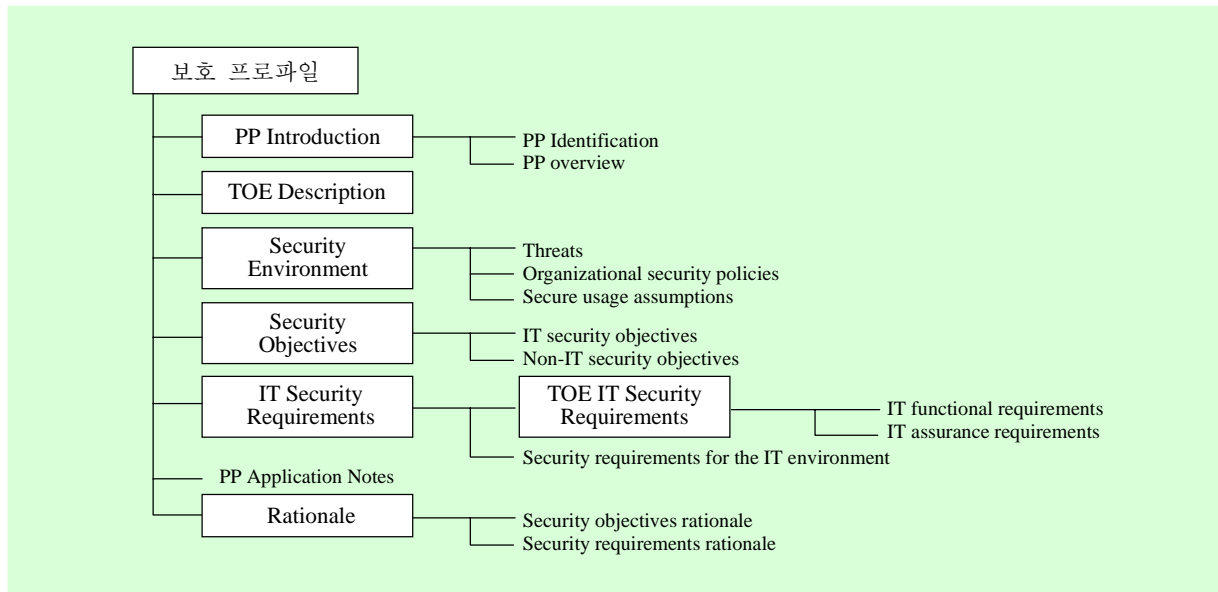 보호 프로파일
PP Introduction
PP Identification
PP overview
TOE Description
Security
Environment
Threats
Organizational security policies
Secure usage assumptions
Security
Objectives
IT security objectives
Non-IT security objectives
IT Security
Requirements
TOE IT Security
Requirements
IT functional requirements
IT assurance requirements
Security requirements for the IT environment
PP Application Notes
Rationale
Security objectives rationale
Security requirements rationale